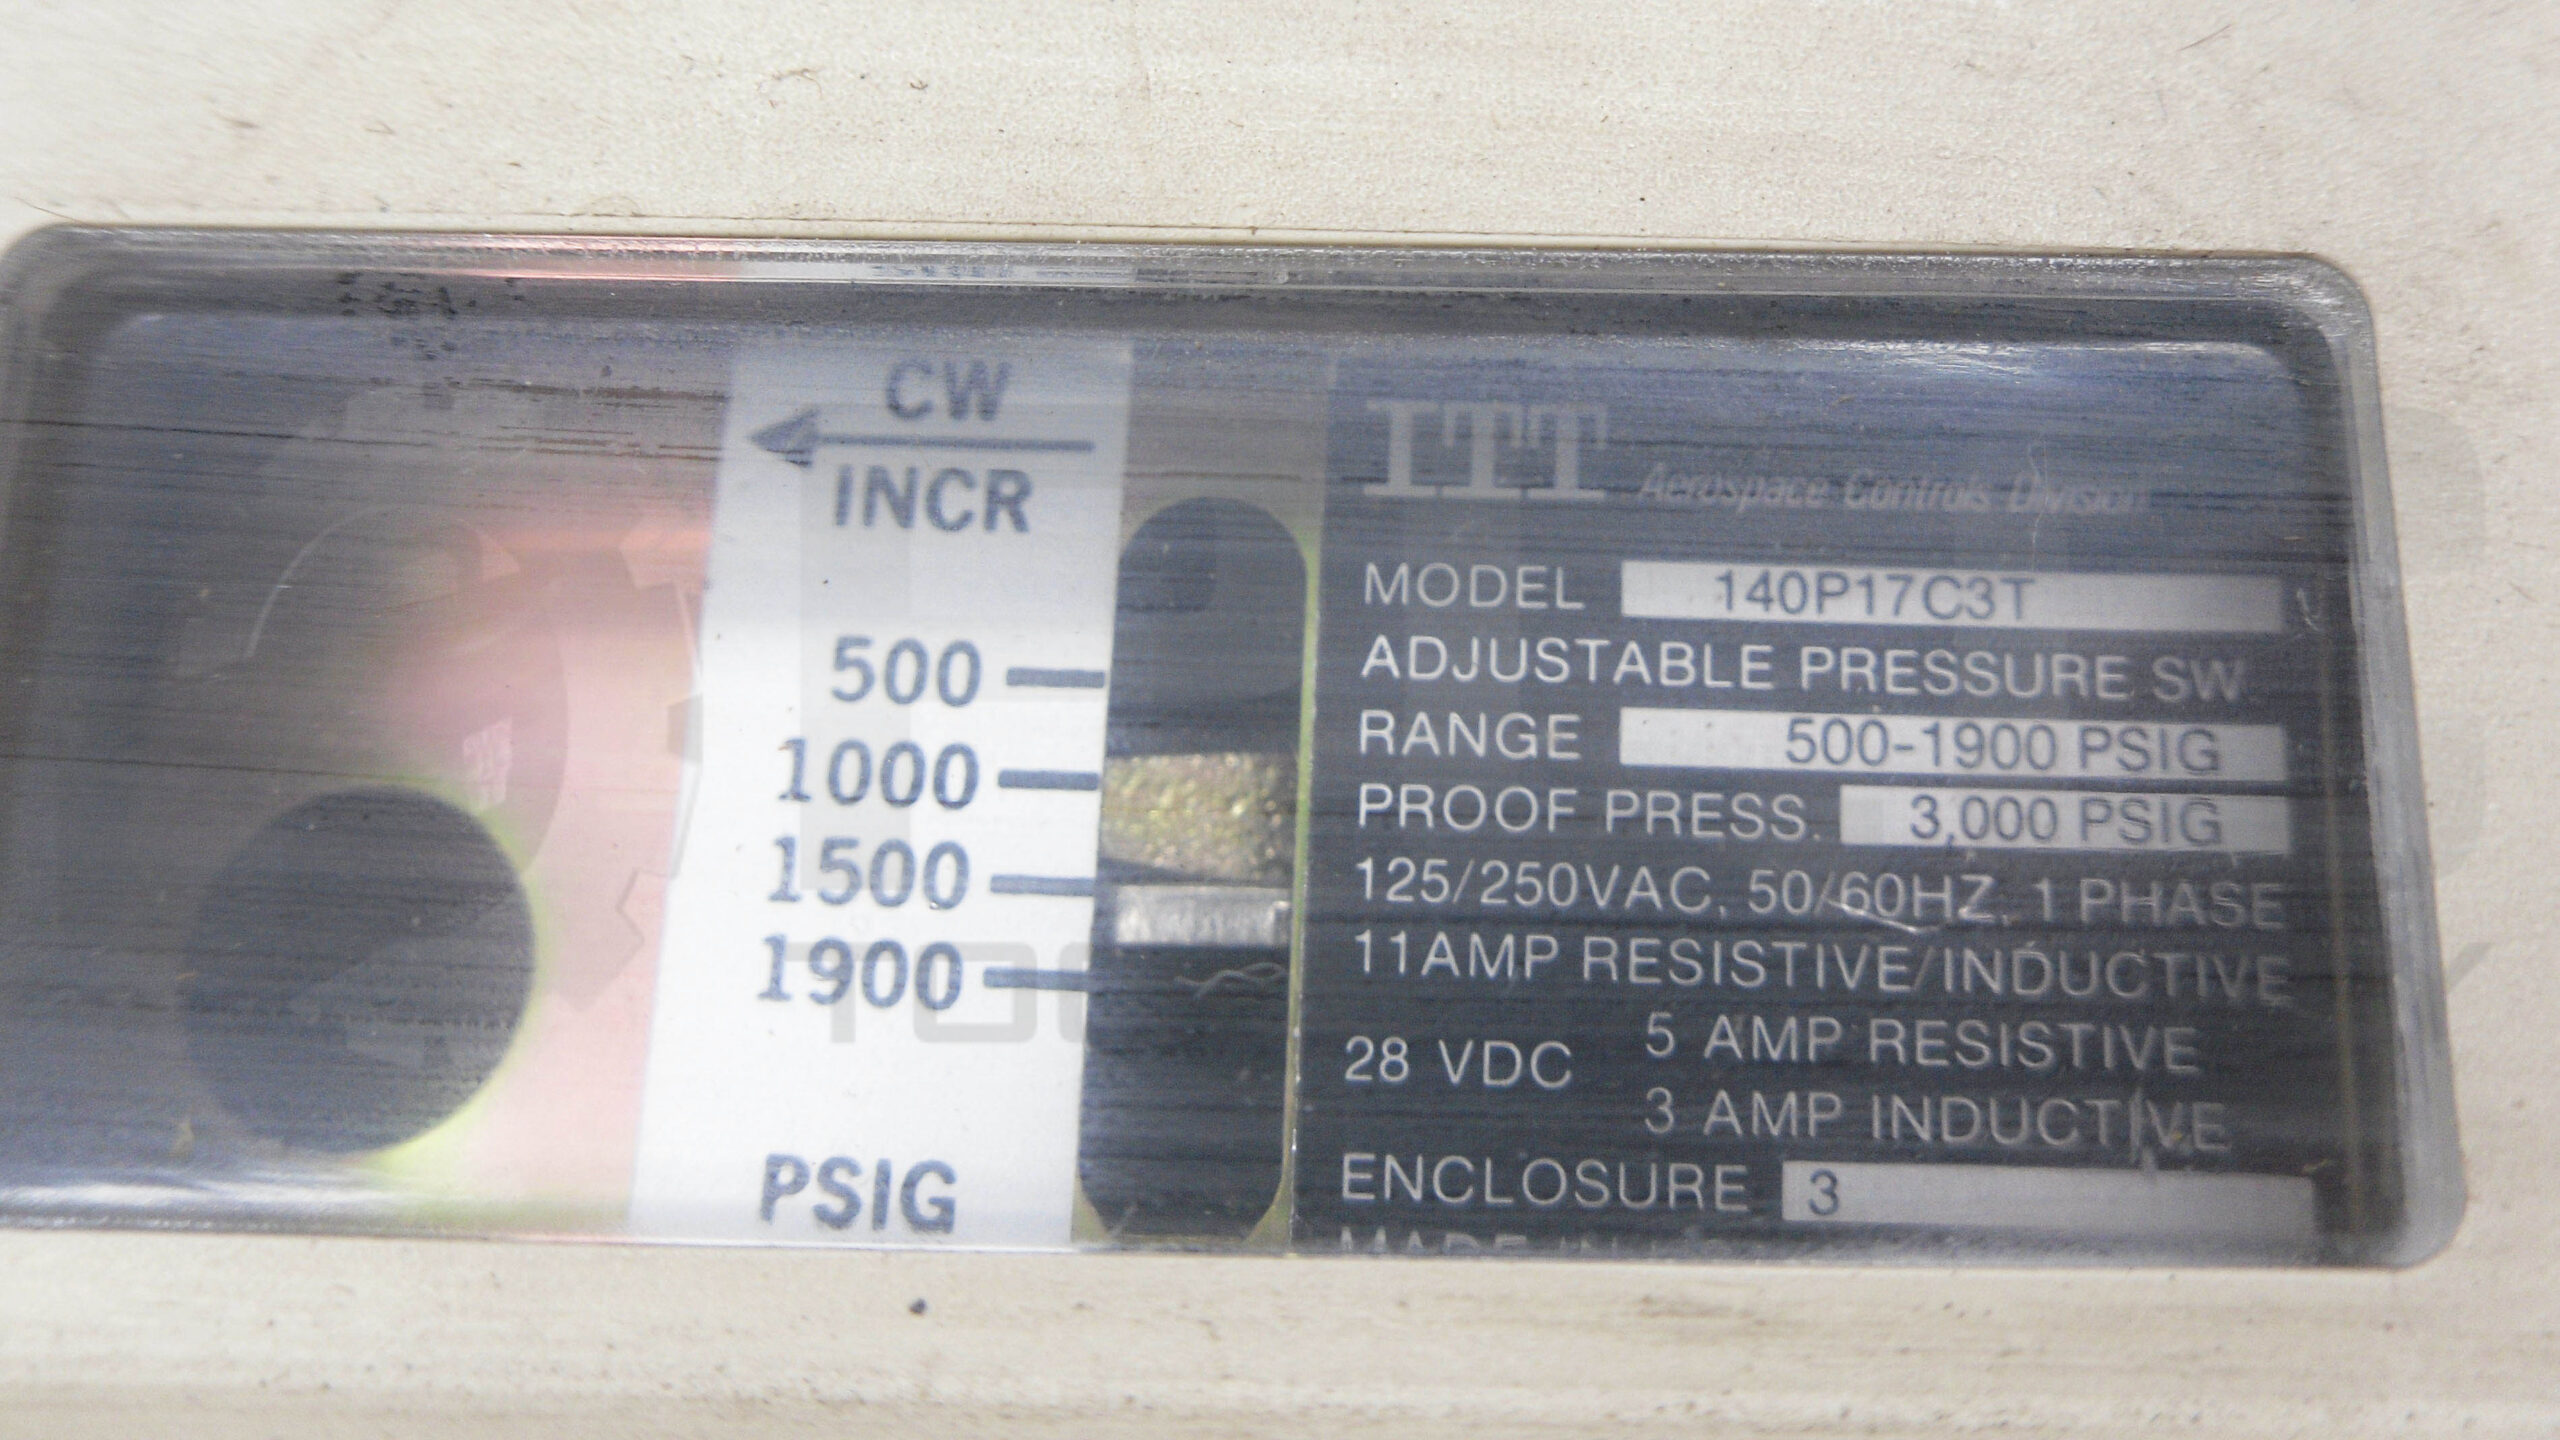 CW
INCR
500
1000
1500
1900
PSIG
ITT Aerospace Controls Division
MODEL 140P17C3T
ADJUSTABLE PRESSURE SW
RANGE 500-1900 PSIG
PROOF PRESS. 3,000 PSIG
125/250VAC, 50/60HZ, 1 PHASE
11AMP RESISTIVE/INDUCTIVE
28 VDC 5 AMP RESISTIVE
3 AMP INDUCTIVE
ENCLOSURE 3
MADE IN